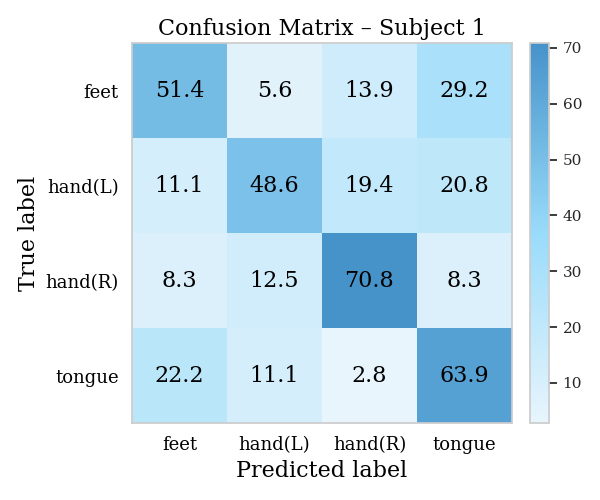 Confusion Matrix – Subject 1
True label
feet 51.4 5.6 13.9 29.2
hand(L) 11.1 48.6 19.4 20.8
hand(R) 8.3 12.5 70.8 8.3
tongue 22.2 11.1 2.8 63.9
feet hand(L) hand(R) tongue
Predicted label
70
60
50
40
30
20
10